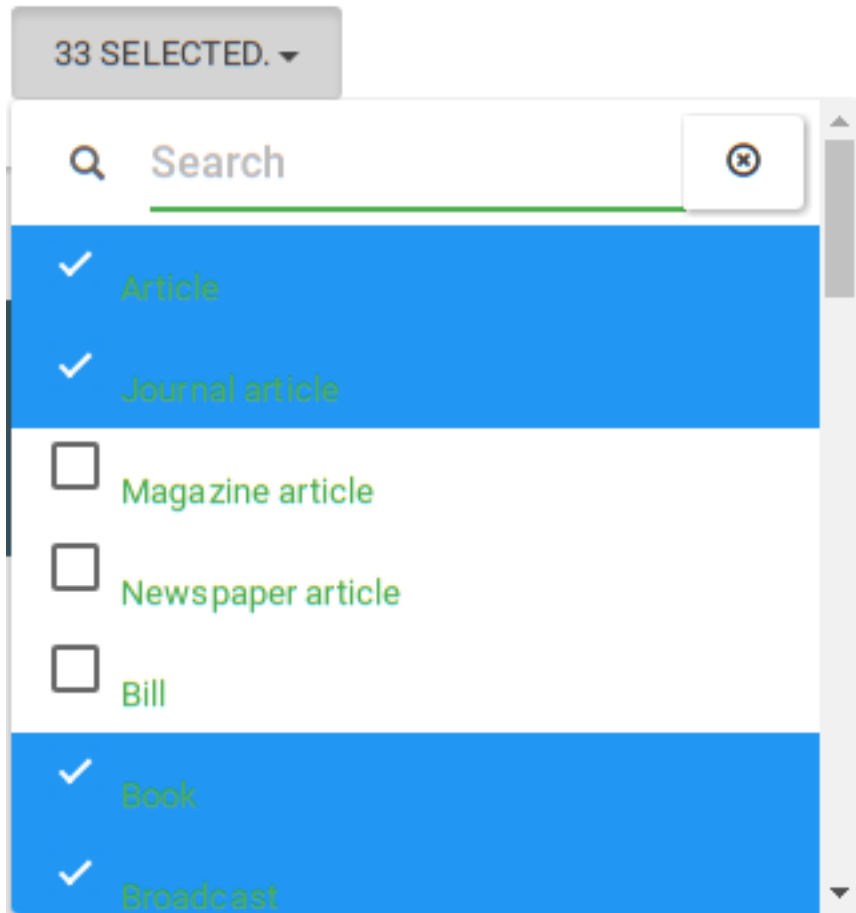 33 SELECTED.
Search
Article
Journal article
Magazine article
Newspaper article
Bill
Book
Broadcast